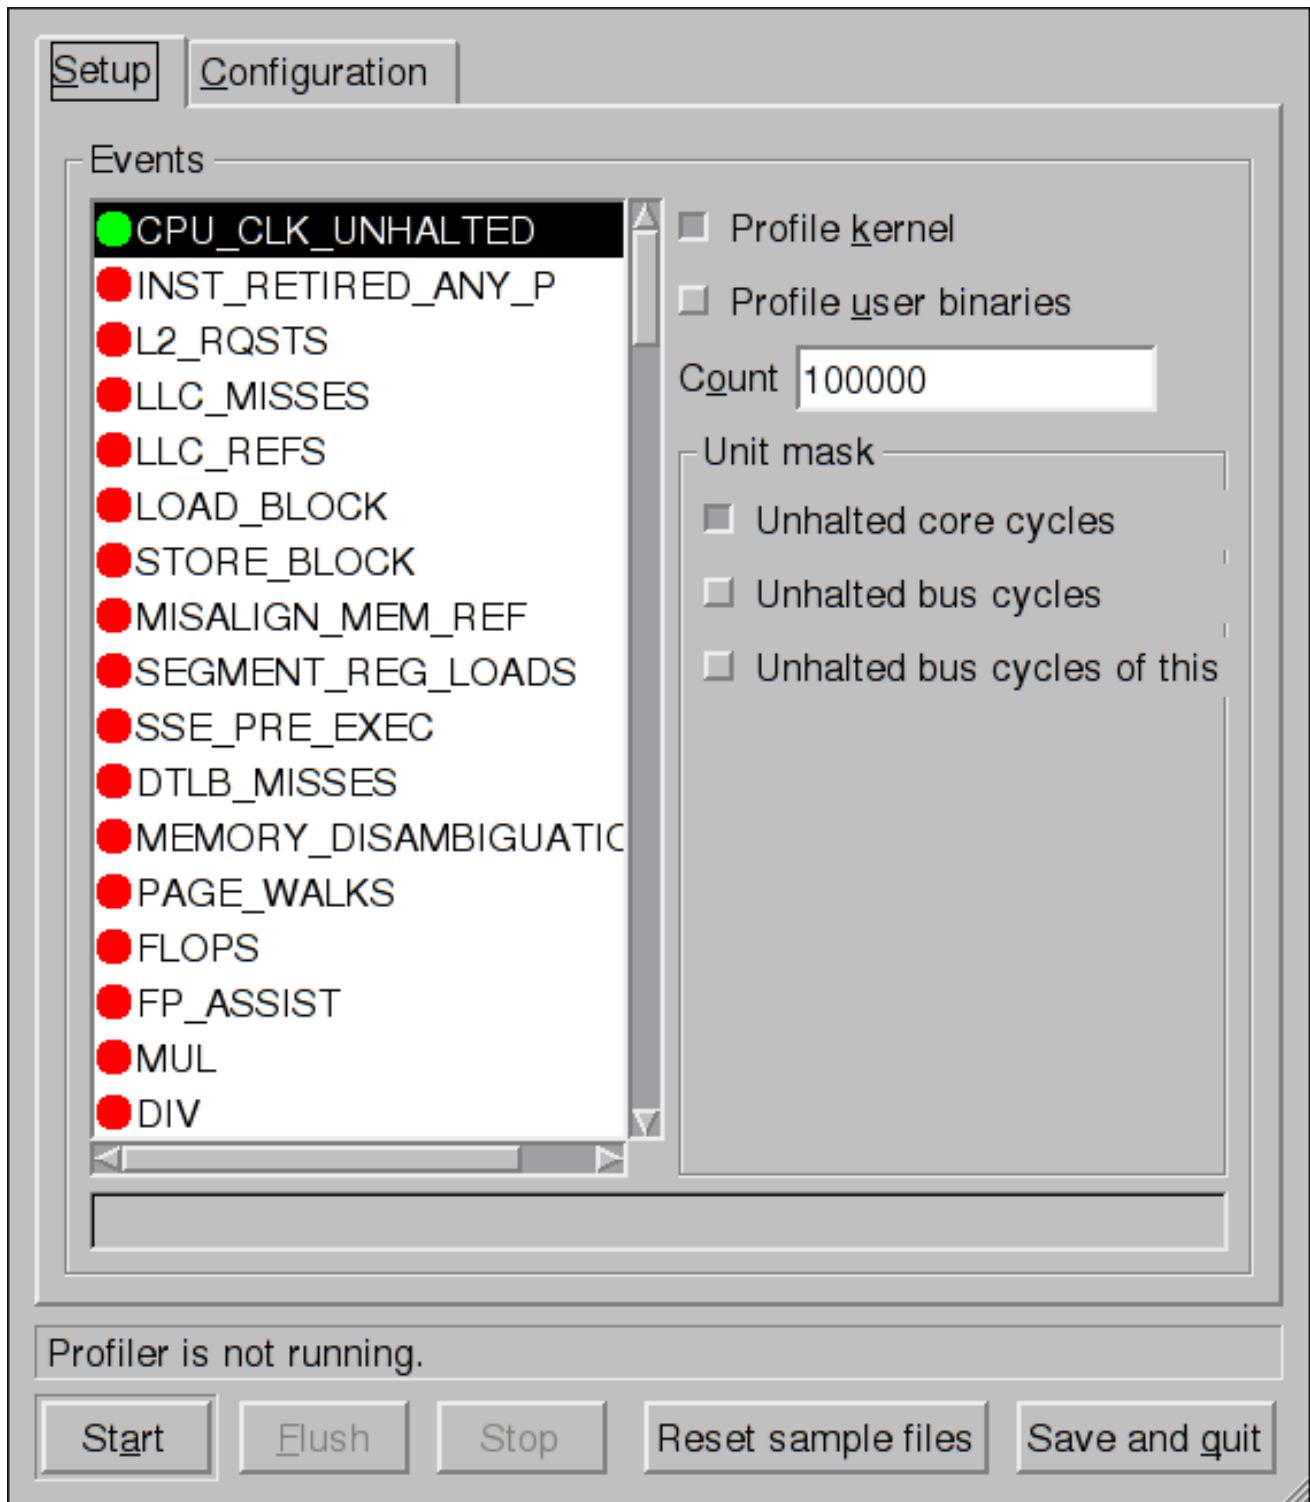 Setup
Configuration
Events
CPU_CLK_UNHALTED
INST_RETIRED_ANY_P
L2_RQSTS
LLC_MISSES
LLC_REFS
LOAD_BLOCK
STORE_BLOCK
MISALIGN_MEM_REF
SEGMENT_REG_LOADS
SSE_PRE_EXEC
DTLB_MISSES
MEMORY_DISAMBIGUATIO
PAGE_WALKS
FLOPS
FP_ASSIST
MUL
DIV
Profile kernel
Profile user binaries
Count 100000
Unit mask
Unhalted core cycles
Unhalted bus cycles
Unhalted bus cycles of this
Profiler is not running.
Start
Flush
Stop
Reset sample files
Save and quit